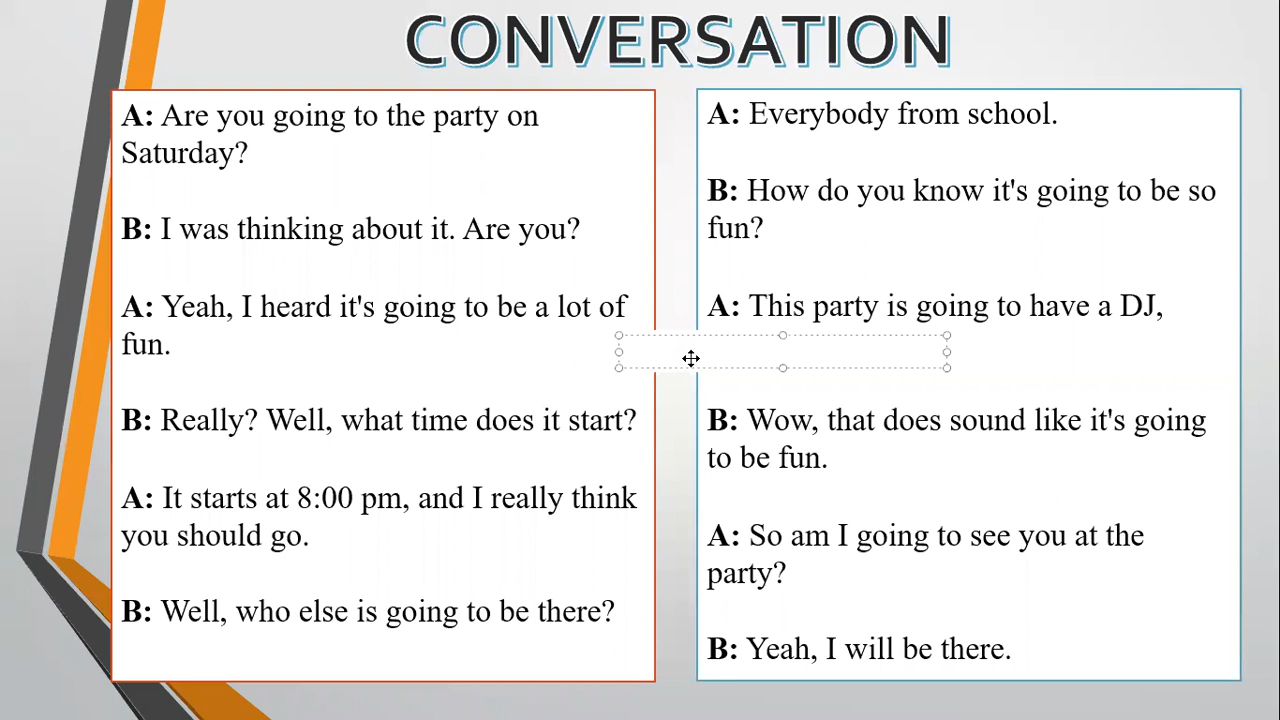 CONVERSATION
A: Are you going to the party on
Saturday?
B: I was thinking about it. Are you?
A: Yeah, I heard it's going to be a lot of
fun.
B: Really? Well, what time does it start?
A: It starts at 8:00 pm, and I really think
you should go.
B: Well, who else is going to be there?
A: Everybody from school.
B: How do you know it's going to be so
fun?
A: This party is going to have a DJ,
B: Wow, that does sound like it's going
to be fun.
A: So am I going to see you at the
party?
B: Yeah, I will be there.